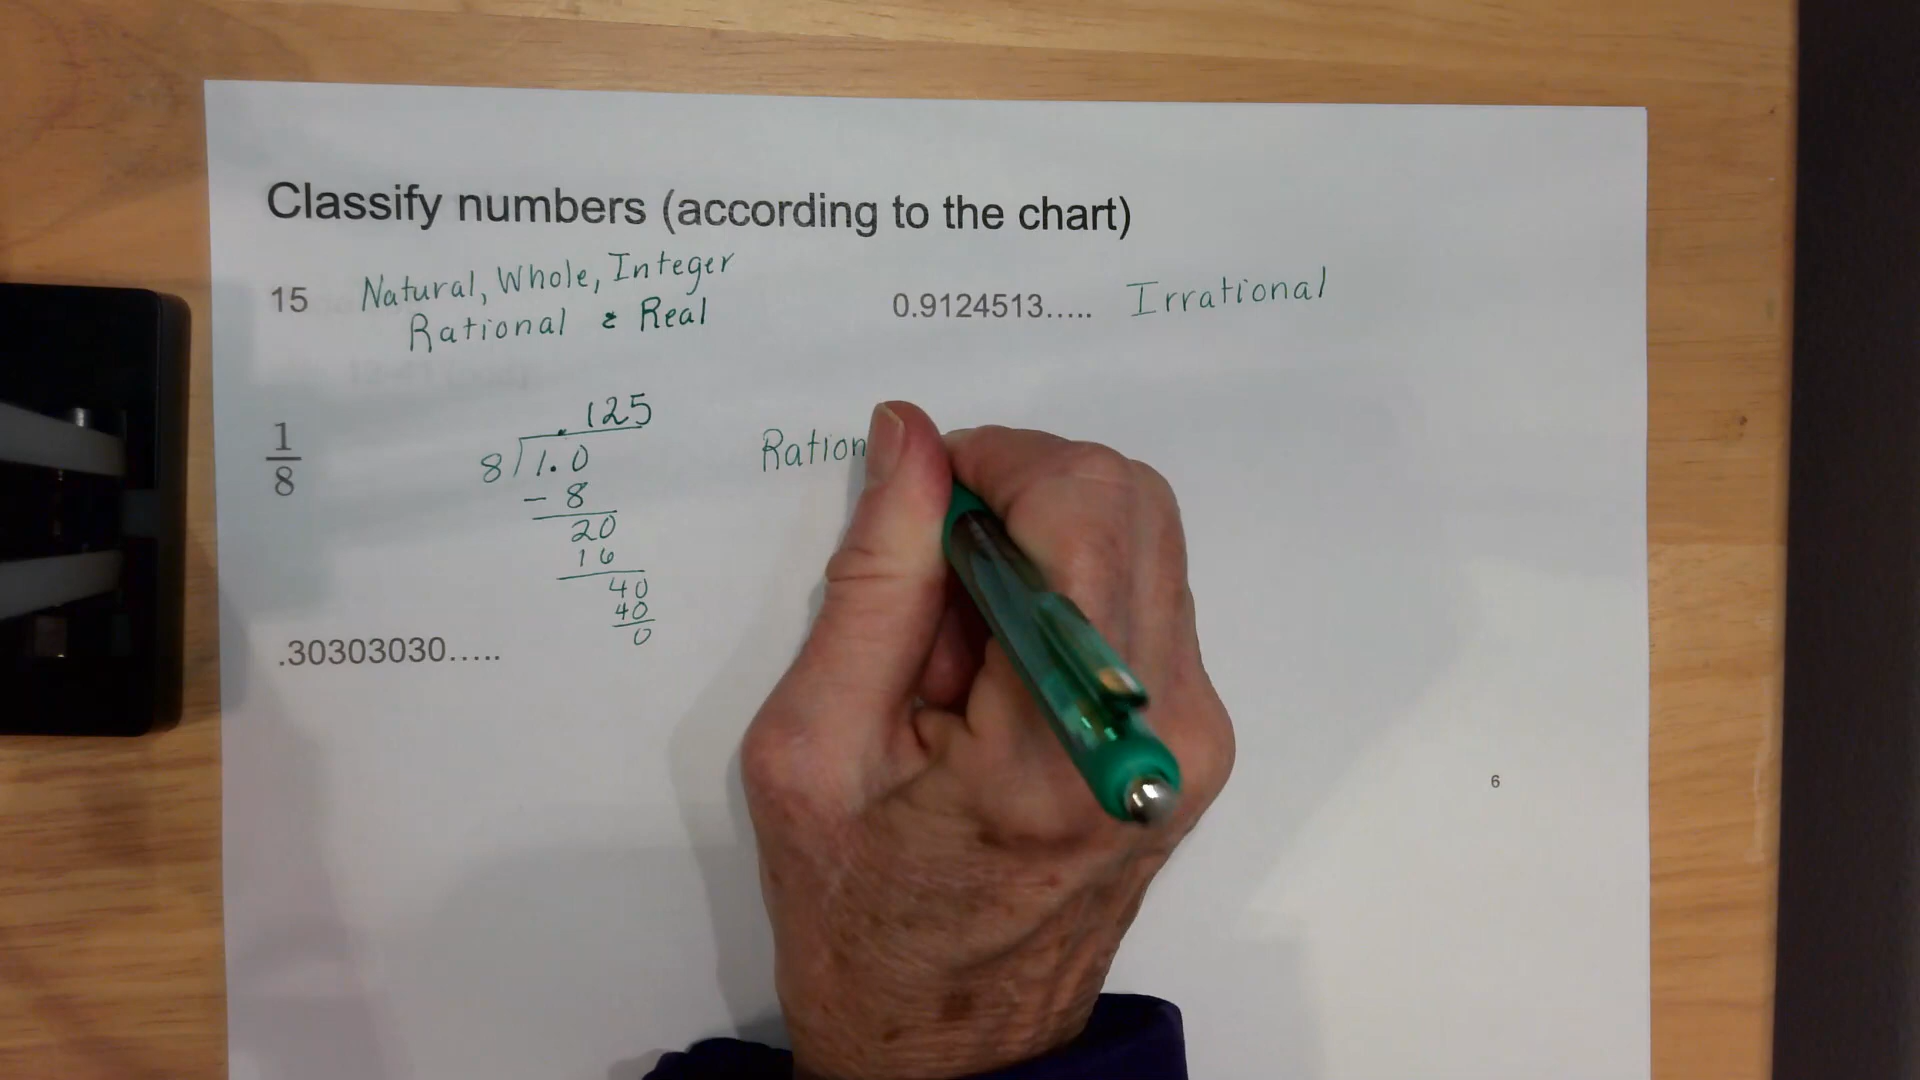 Classify numbers (according to the chart)
15 Natural, Whole, Integer
Rational & Real
0.9124513..... Irrational
.125
1
8
8 1.0
- 8
20
16
40
40
0
Ration
.30303030.....
6